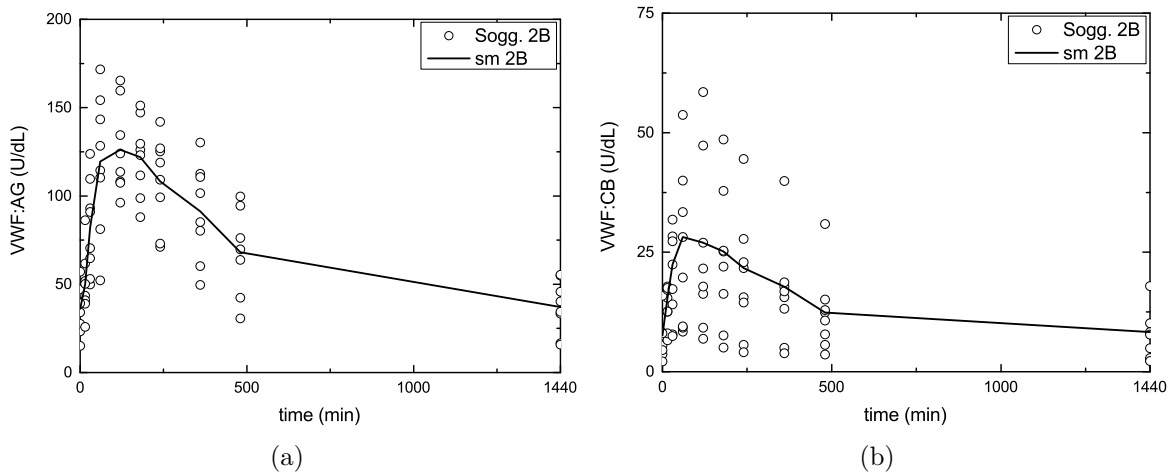 200
150
100
50
0
VWF:AG (U/dL)
Sogg. 2B
sm 2B
0 500 1000 1440
time (min)
(a)
75
50
25
0
VWF:CB (U/dL)
Sogg. 2B
sm 2B
0 500 1000 1440
time (min)
(b)